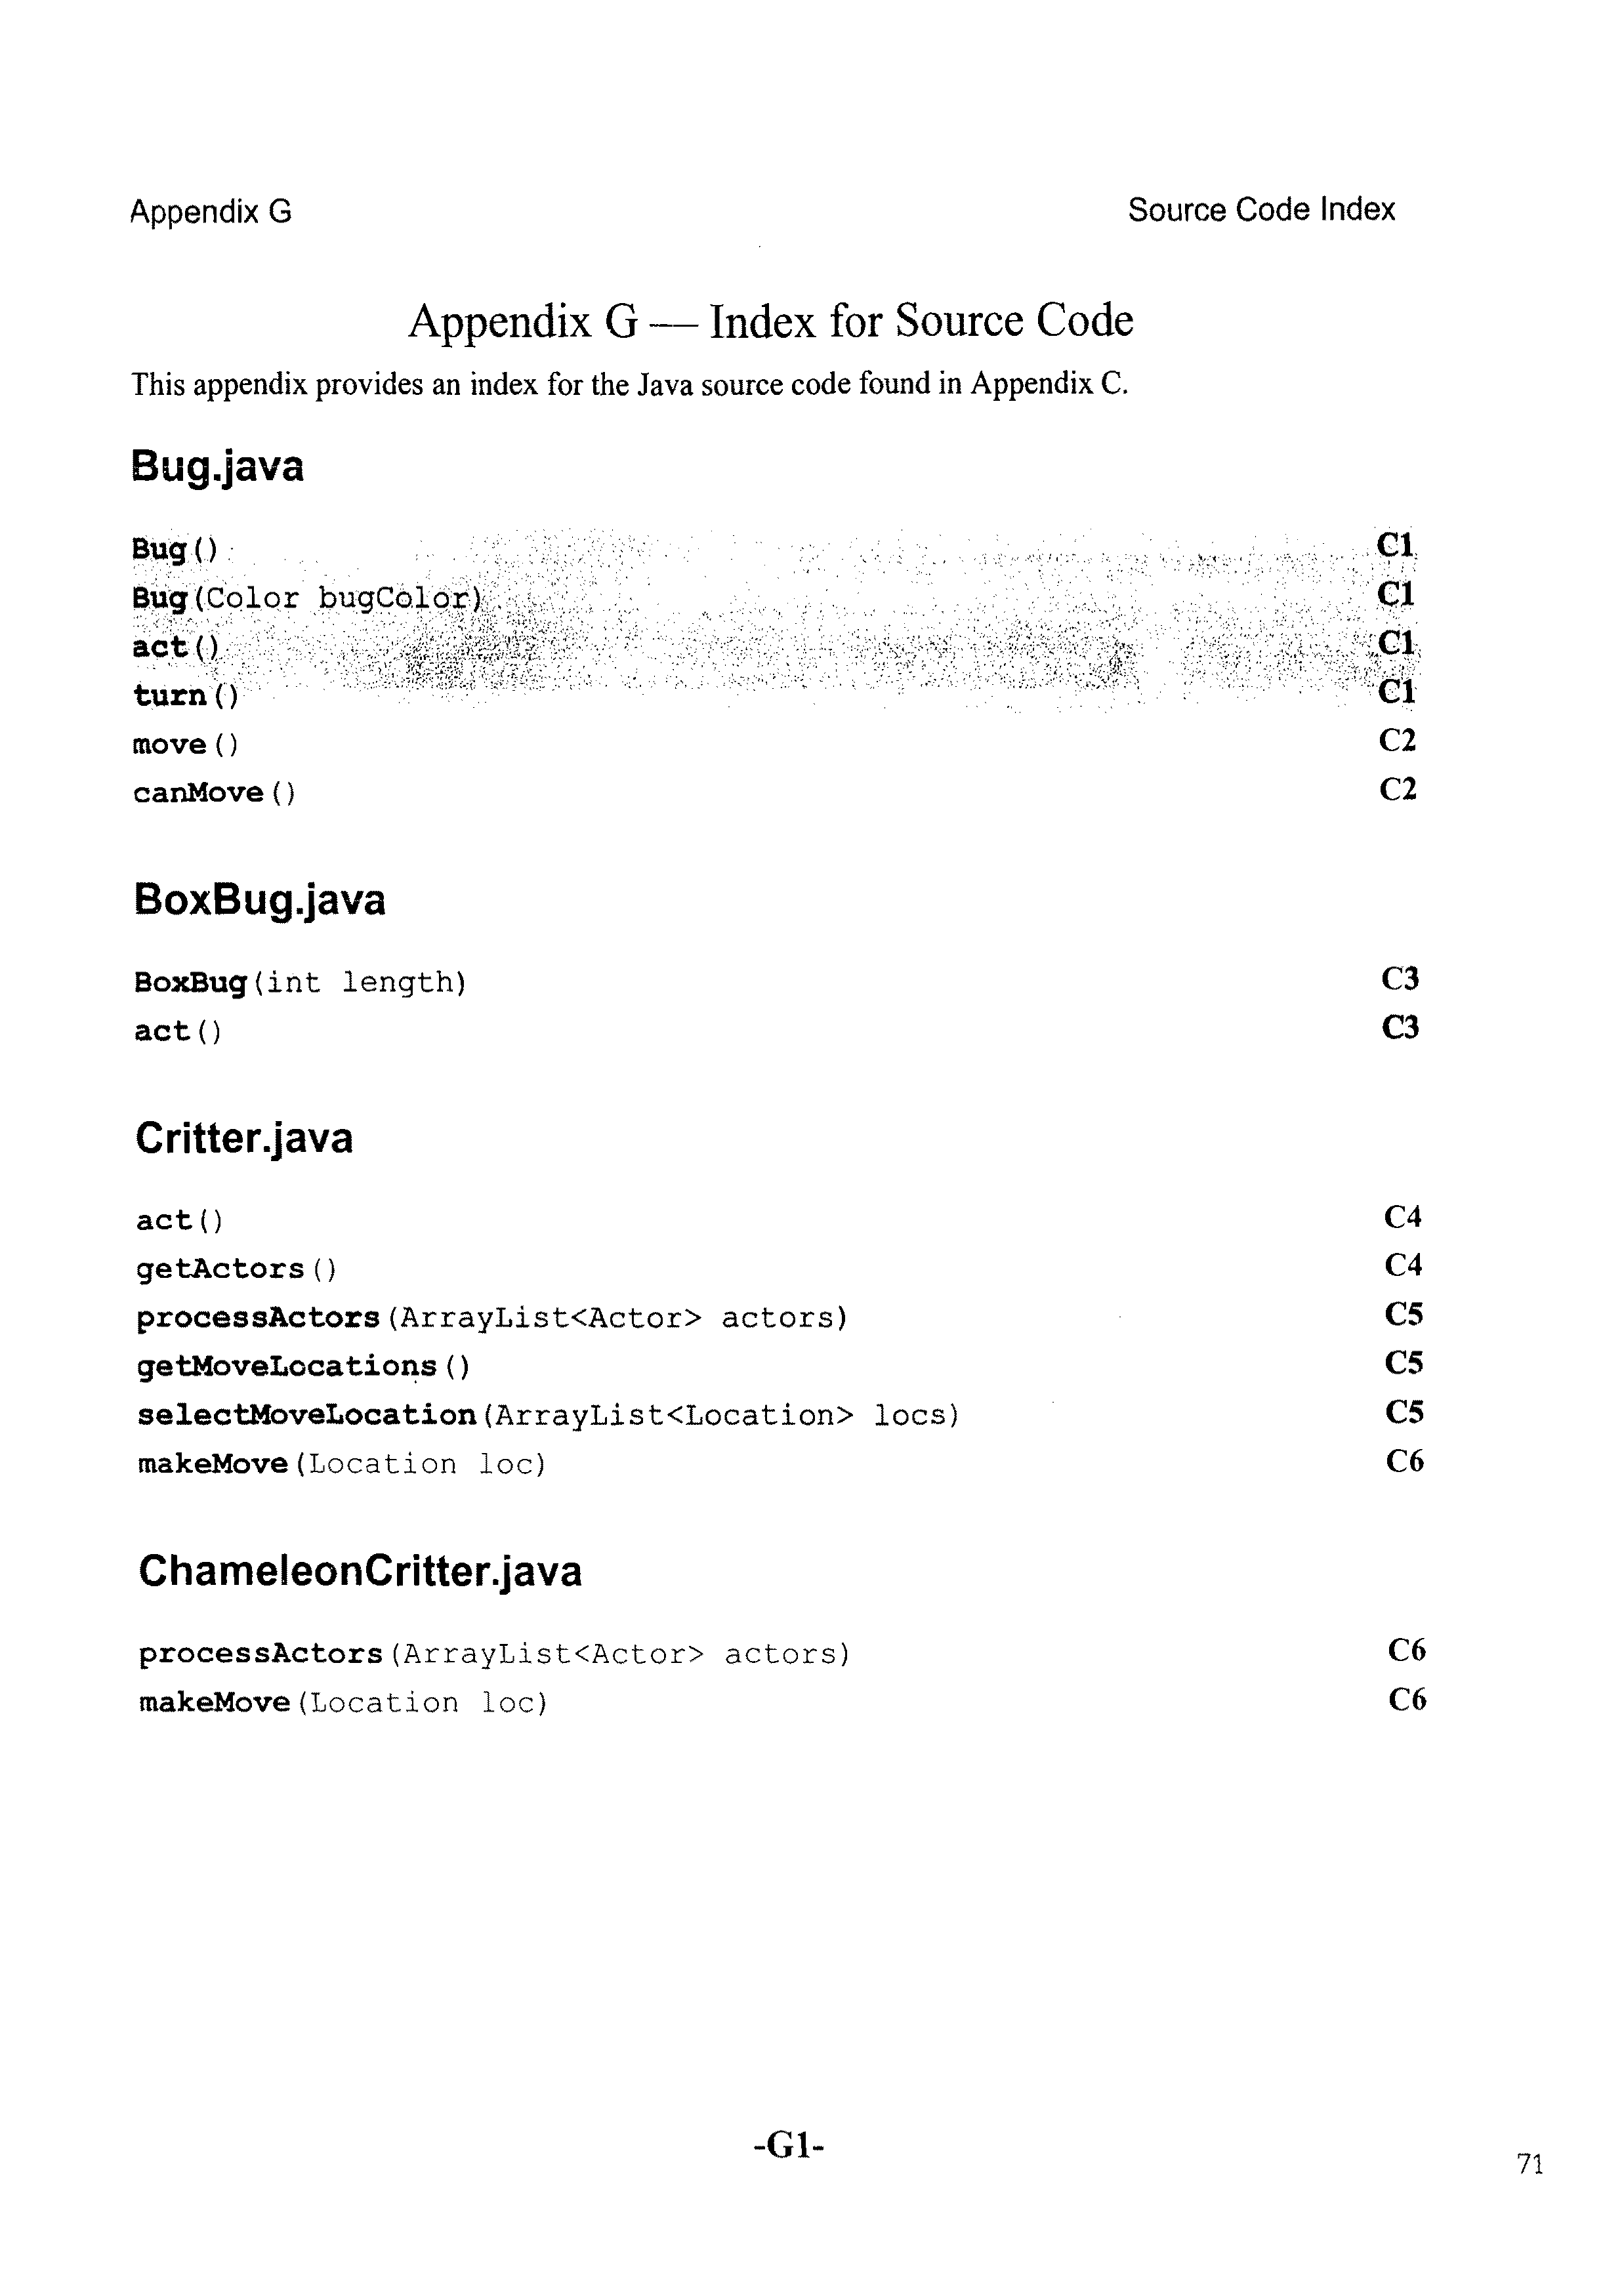 Appendix G Source Code Index
Appendix G — Index for Source Code
This appendix provides an index for the Java source code found in Appendix C.
Bug.java
Bug() C1
Bug(Color bugColor) C1
act() C1
turn() C1
move() C2
canMove() C2
BoxBug.java
BoxBug(int length) C3
act() C3
Critter.java
act() C4
getActors() C4
processActors(ArrayList<Actor> actors) C5
getMoveLocations() C5
selectMoveLocation(ArrayList<Location> locs) C5
makeMove(Location loc) C6
ChameleonCritter.java
processActors(ArrayList<Actor> actors) C6
makeMove(Location loc) C6
-G1-
71